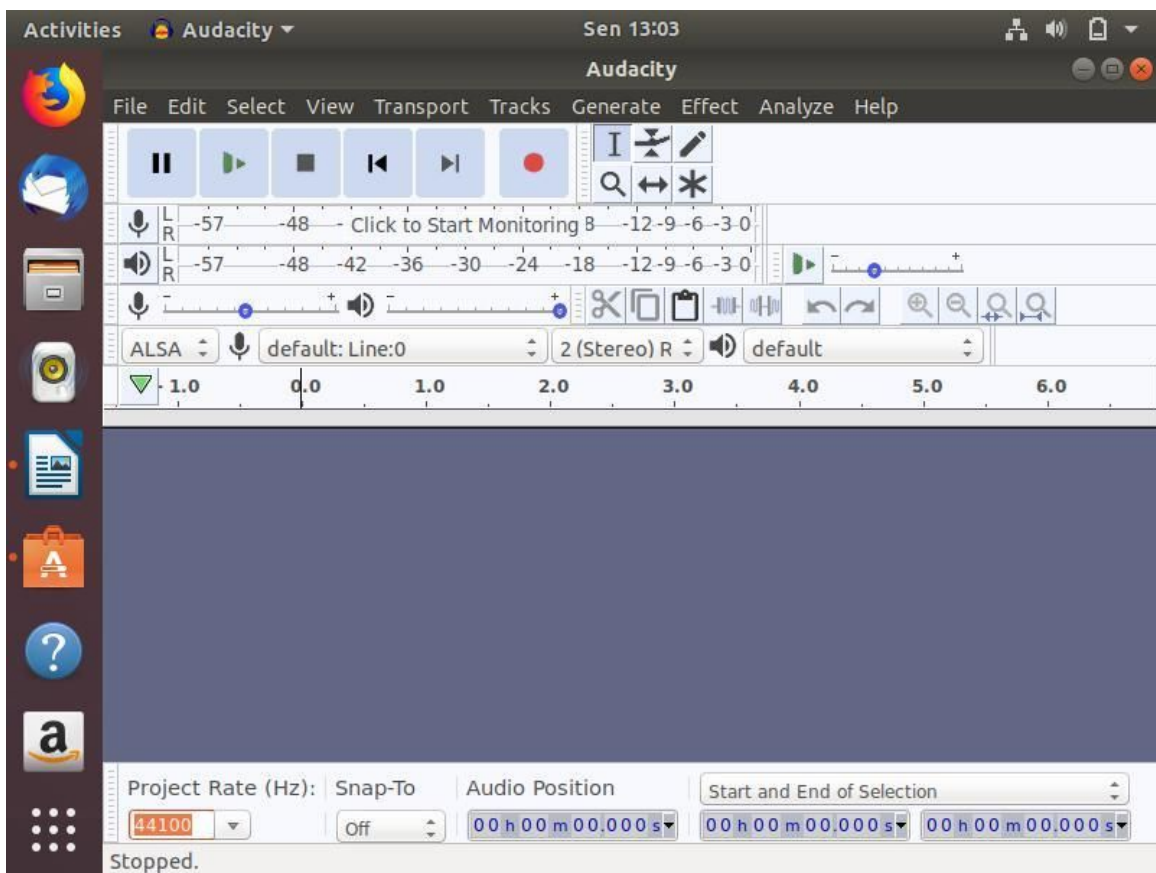 Activities Audacity Sen 13:03
Audacity
File Edit Select View Transport Tracks Generate Effect Analyze Help
L R -57 -48 - Click to Start Monitoring 8 -12 -9 -6 -3 0
L R -57 -48 -42 -36 -30 -24 -18 -12 -9 -6 -3 0 - +
- + - +
ALSA default: Line:0 2 (Stereo) R default
- 1.0 0.0 1.0 2.0 3.0 4.0 5.0 6.0
Project Rate (Hz): Snap-To Audio Position Start and End of Selection
44100 Off 00 h 00 m 00.000 s 00 h 00 m 00.000 s 00 h 00 m 00.000 s
Stopped.